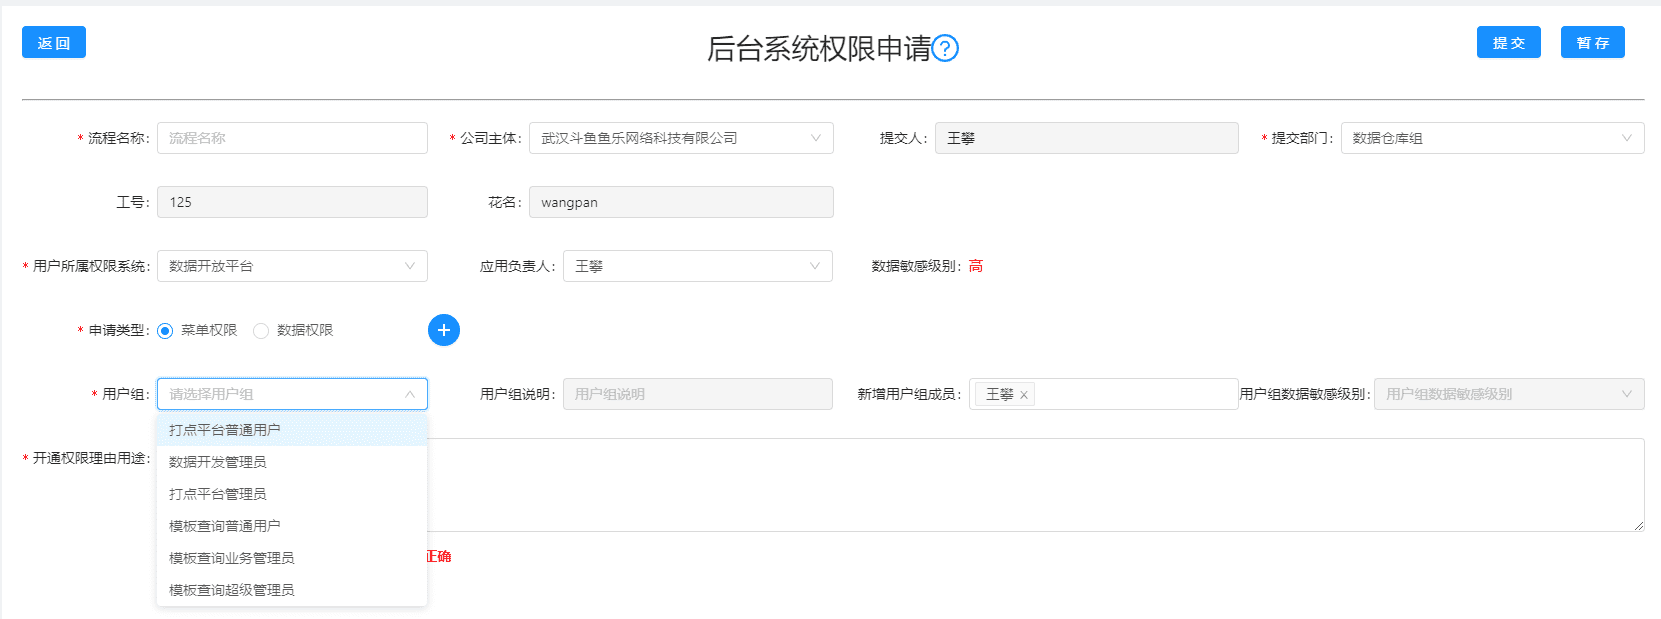 返 回
后台系统权限申请?
提 交
暂 存
* 流程名称: 流程名称
* 公司主体: 武汉斗鱼鱼乐网络科技有限公司
提交人: 王攀
* 提交部门: 数据仓库组
工号: 125
花名: wangpan
* 用户所属权限系统: 数据开放平台
应用负责人: 王攀
数据敏感级别: 高
* 申请类型: 菜单权限 数据权限
* 用户组: 请选择用户组
用户组说明: 用户组说明
新增用户组成员: 王攀 x
用户组数据敏感级别: 用户组数据敏感级别
打点平台普通用户
数据开发管理员
打点平台管理员
模板查询普通用户
模板查询业务管理员
模板查询超级管理员
* 开通权限理由用途:
正确